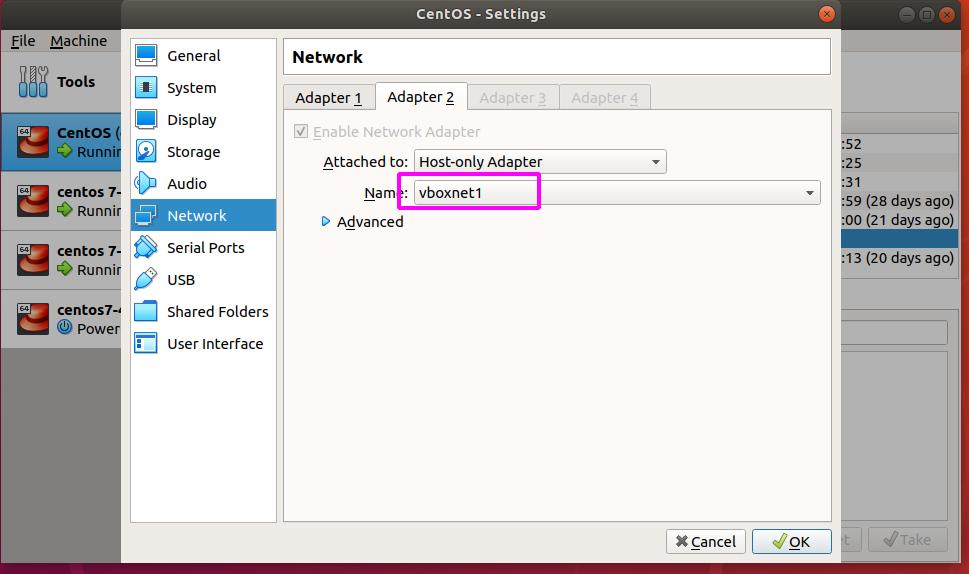 CentOS - Settings
File Machine
Tools
CentOS (
Runnin
centos 7-
Runnin
centos 7-
Runnin
centos7-4
Power
General
System
Display
Storage
Audio
Network
Serial Ports
USB
Shared Folders
User Interface
Network
Adapter 1 Adapter 2 Adapter 3 Adapter 4
Enable Network Adapter
Attached to: Host-only Adapter
Name: vboxnet1
Advanced
:52
:25
:31
:59 (28 days ago)
:00 (21 days ago)
:13 (20 days ago)
Cancel OK
Take